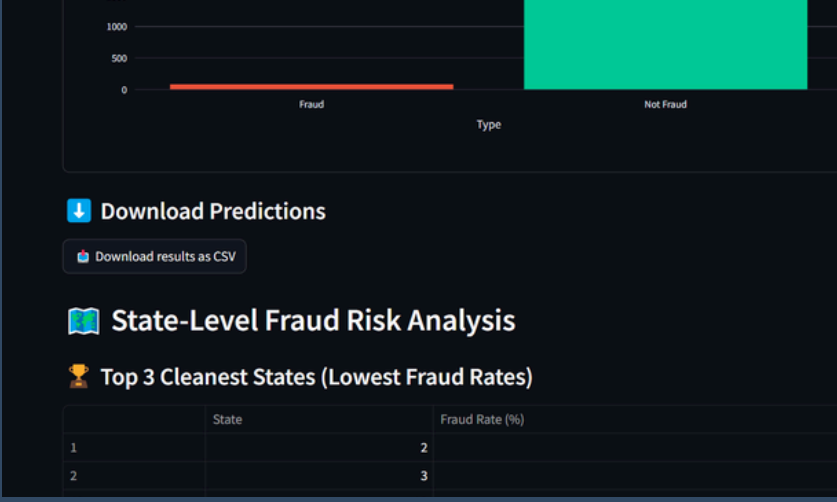 1000
500
0
Fraud Not Fraud
Type
Download Predictions
Download results as CSV
State-Level Fraud Risk Analysis
Top 3 Cleanest States (Lowest Fraud Rates)
State Fraud Rate (%)
1 2
2 3